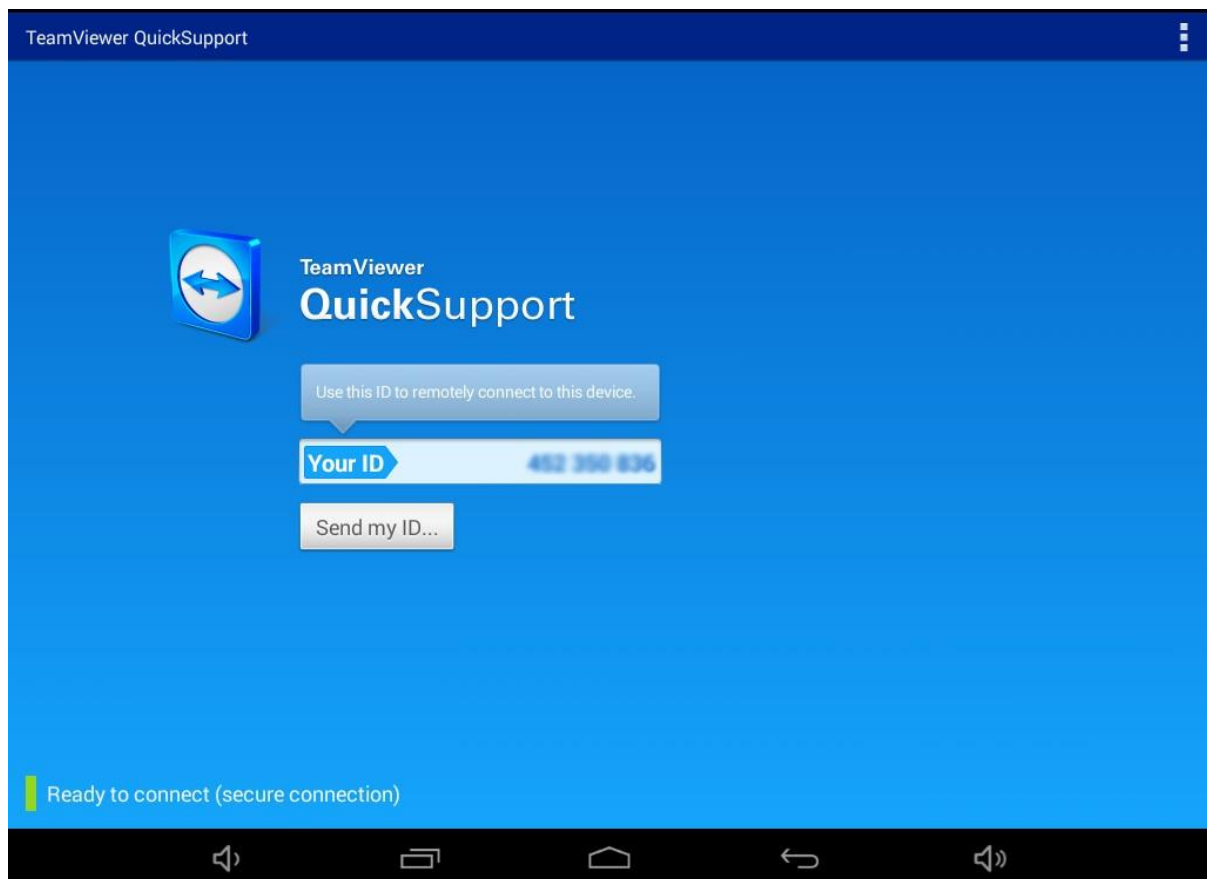 TeamViewer QuickSupport
TeamViewer
QuickSupport
Use this ID to remotely connect to this device.
Your ID
Send my ID...
Ready to connect (secure connection)